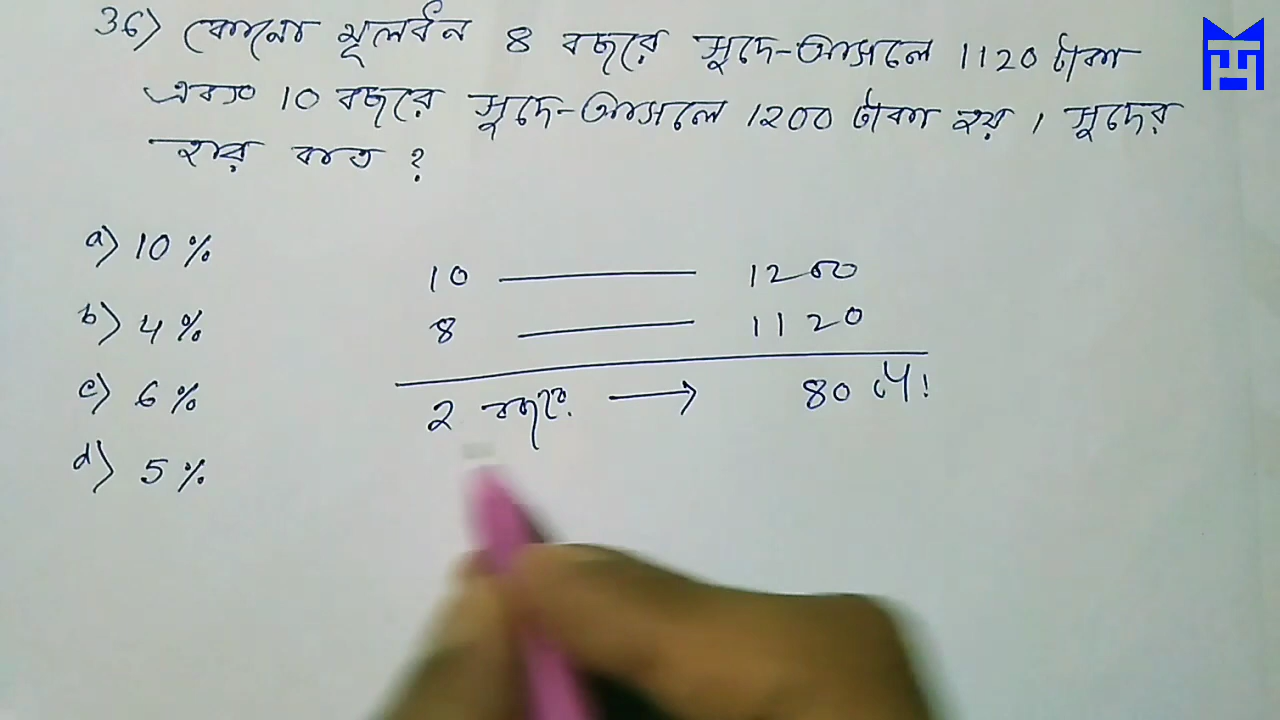 36) কোনো মূলধন 8 বছরে সুদে-আসলে 1120 টাকা
এবং 10 বছরে সুদে-আসলে 1200 টাকা হয় । সুদের
হার কত ?
a) 10 %
b) 4 %
c) 6 %
d) 5 %
10 — 1200
8 — 1120
2 বছরে → 80 টা